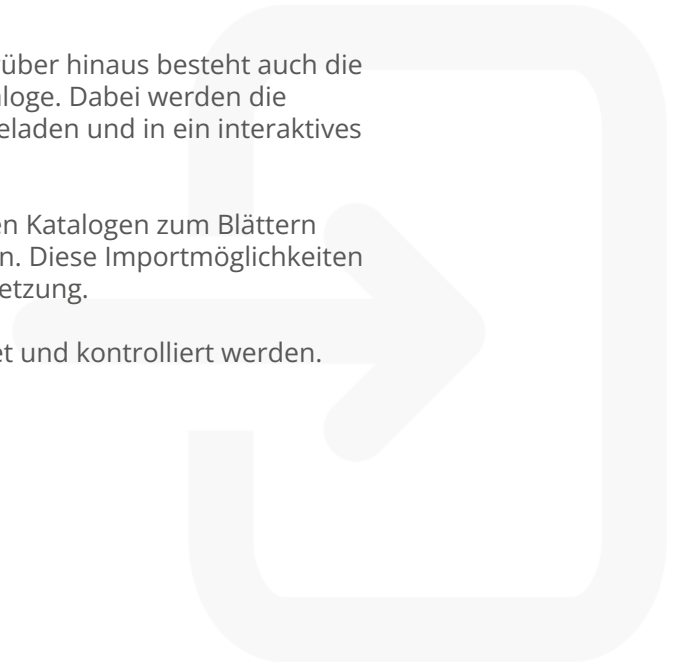 über hinaus besteht auch die
loge. Dabei werden die
eladen und in ein interaktives
en Katalogen zum Blättern
n. Diese Importmöglichkeiten
etzung.
et und kontrolliert werden.